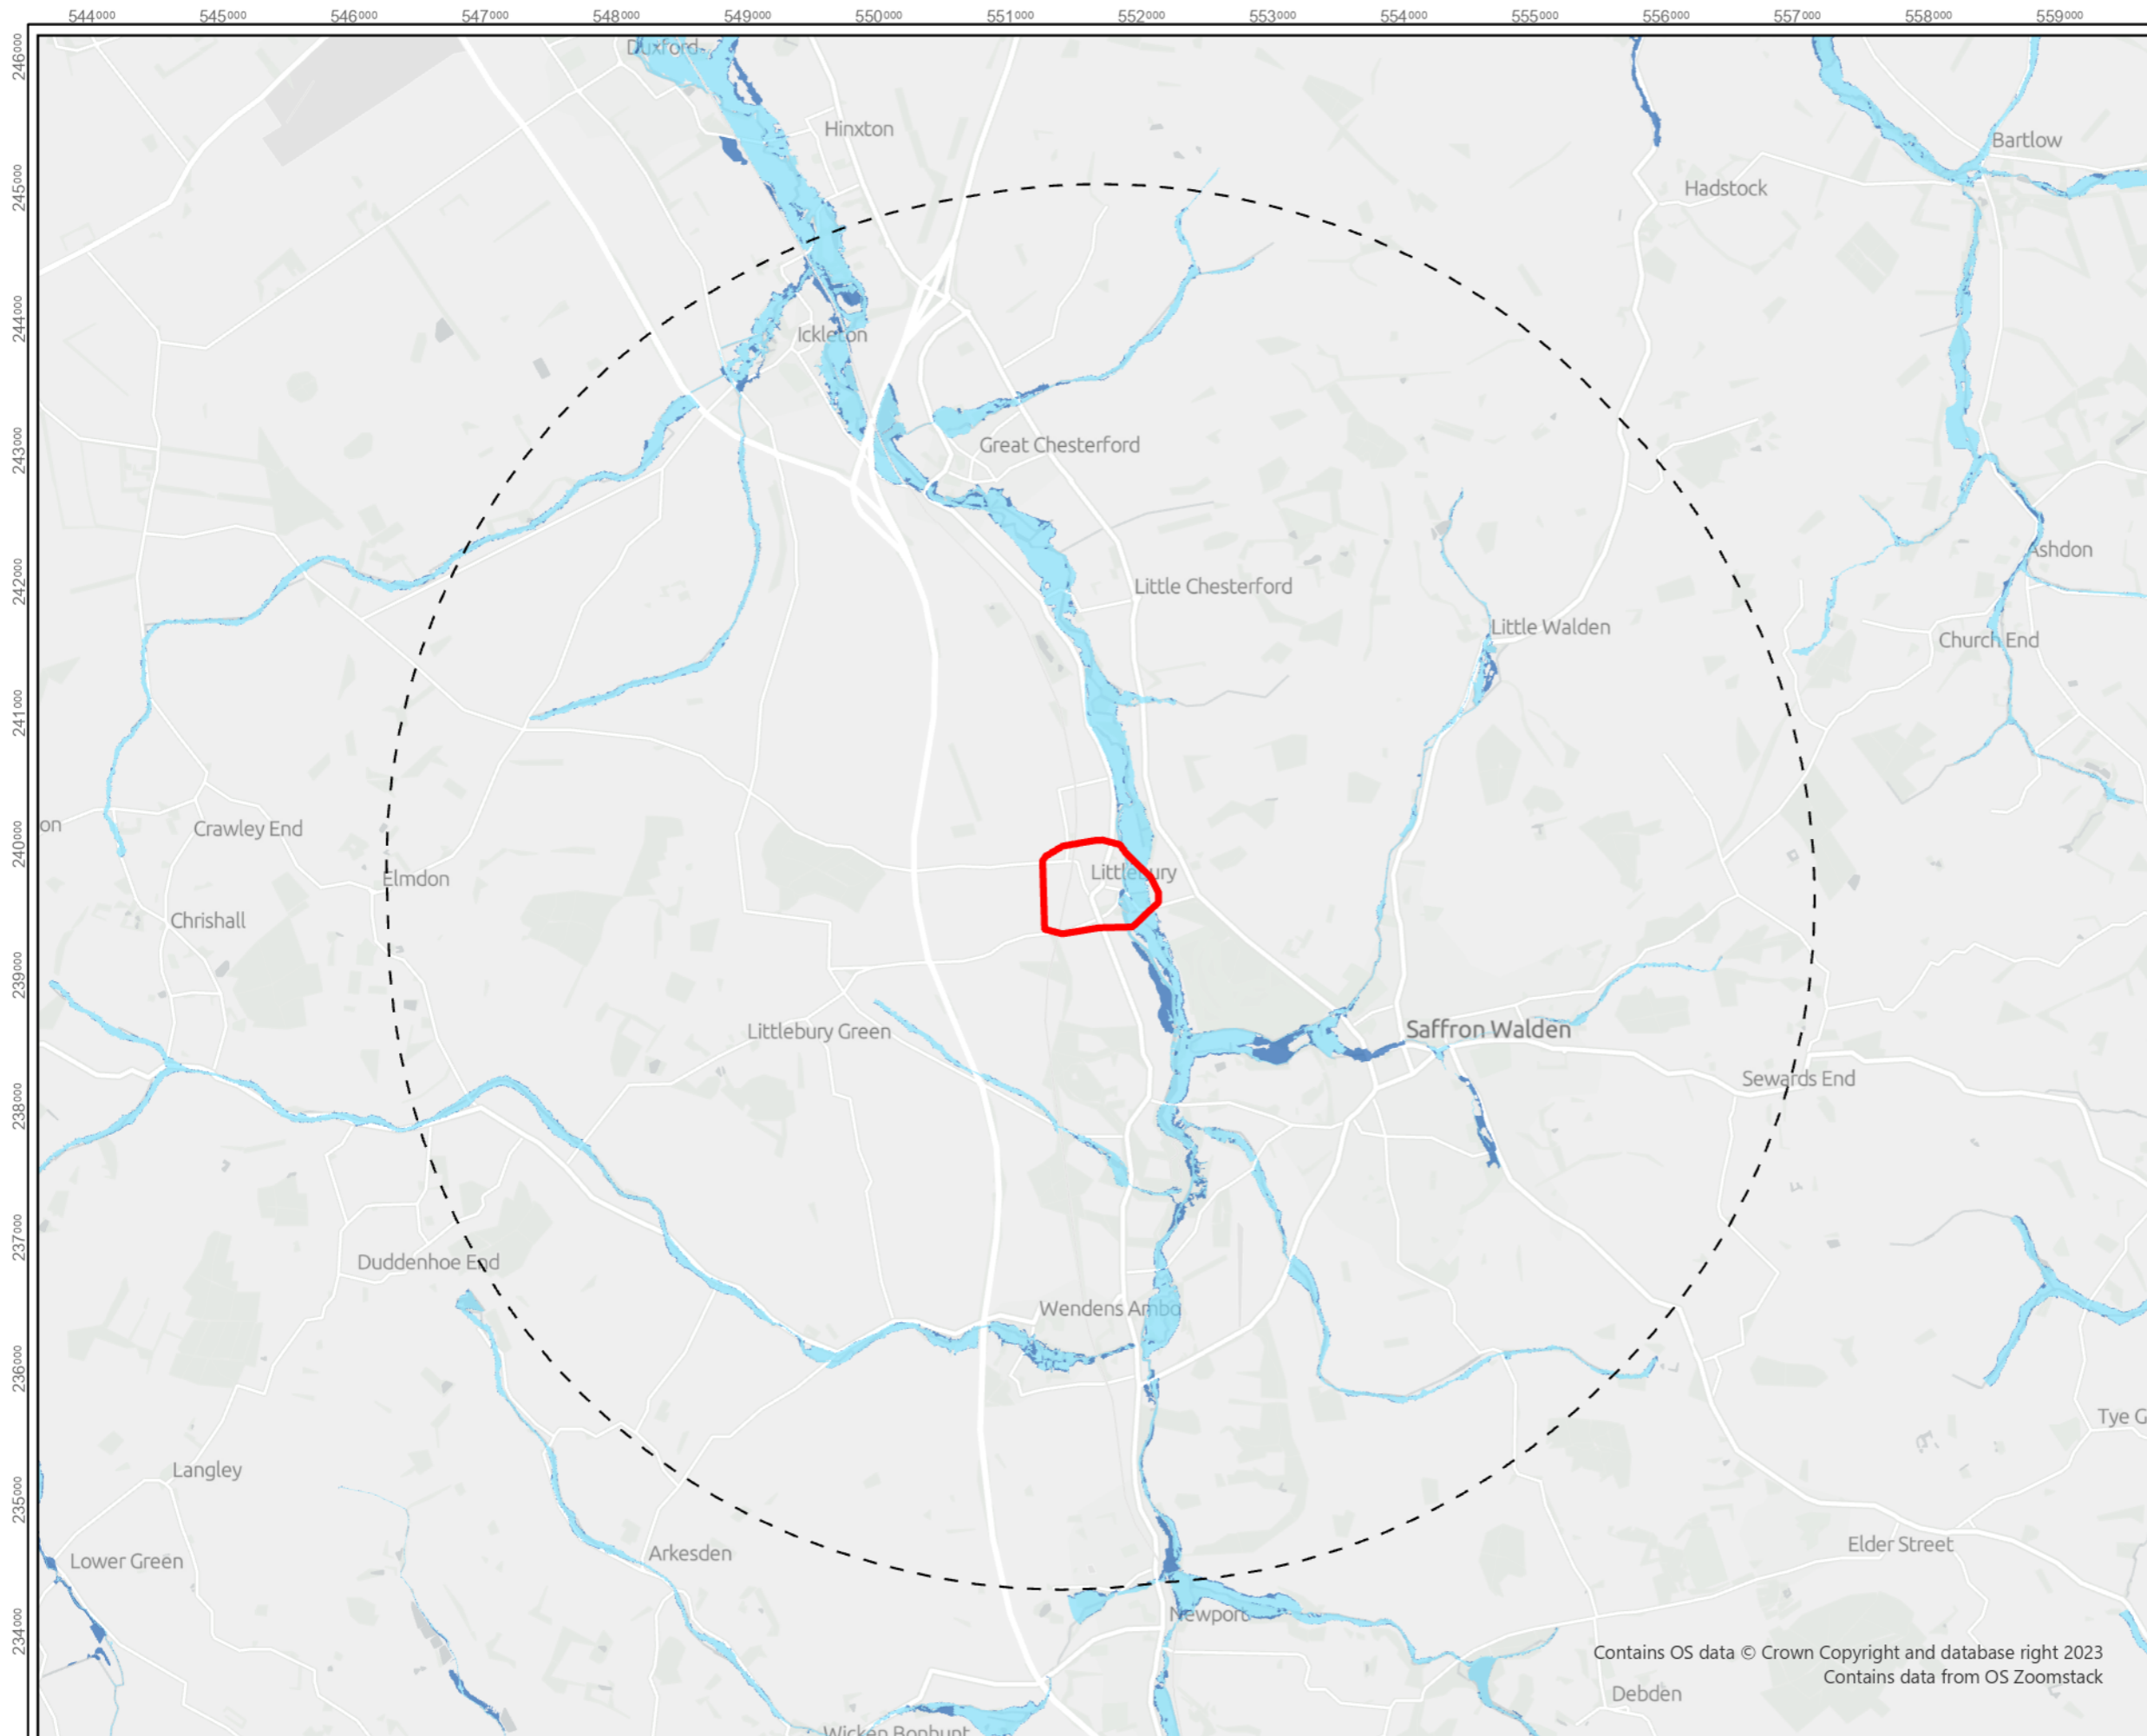 544000 545000 546000 547000 548000 549000 550000 551000 552000 553000 554000 555000 556000 557000 558000 559000
246000
245000
244000
243000
242000
241000
240000
239000
238000
237000
236000
235000
234000
Duxford
Hinxton
Bartlow
Hadstock
Ickleton
Great Chesterford
Ashdon
Little Chesterford
Little Walden
Church End
on
Crawley End
Littlebury
Elmdon
Chrishall
Littlebury Green
Saffron Walden
Sewards End
Duddenhoe End
Wendens Ambo
Tye G
Langley
Elder Street
Arkesden
Lower Green
Newport
Contains OS data © Crown Copyright and database right 2023
Contains data from OS Zoomstack
Debden
Wicken Bonhunt